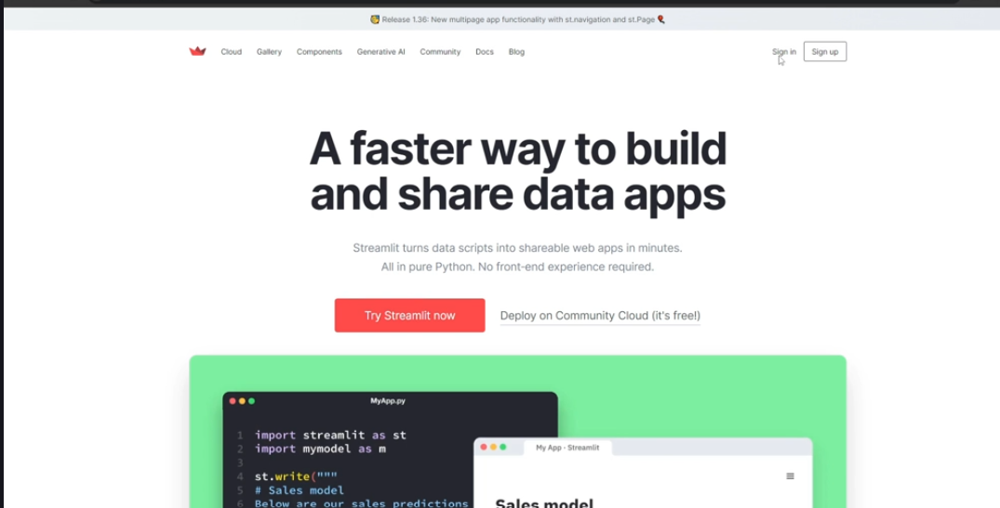 Release 1.36: New multipage app functionality with st.navigation and st.Page
Cloud Gallery Components Generative AI Community Docs Blog Sign in Sign up
A faster way to build
and share data apps
Streamlit turns data scripts into shareable web apps in minutes.
All in pure Python. No front-end experience required.
Try Streamlit now Deploy on Community Cloud (it's free!)
MyApp.py
1 import streamlit as st
2 import mymodel as m
3
4 st.write("""
5 # Sales model
6 Below are our sales predictions
My App · Streamlit
Sales model